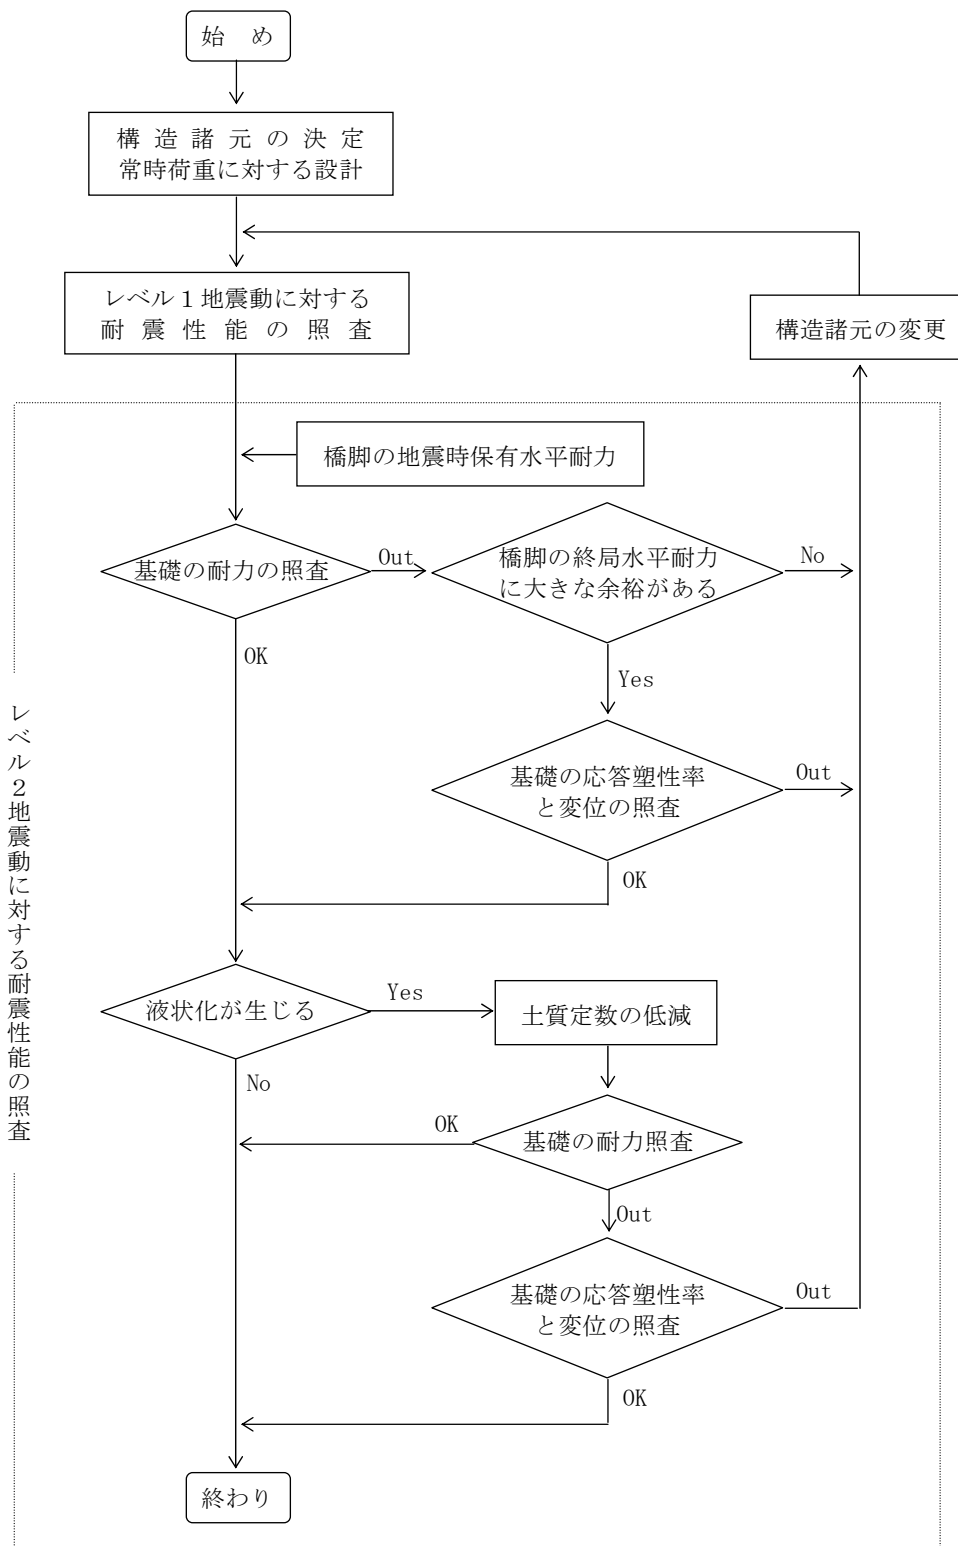 始　め
構 造 諸 元 の 決 定
常時荷重に対する設計
レベル１地震動に対する
耐 震 性 能 の 照 査
構造諸元の変更
橋脚の地震時保有水平耐力
基礎の耐力の照査
Out
橋脚の終局水平耐力
に大きな余裕がある
No
OK
Yes
基礎の応答塑性率
と変位の照査
Out
OK
レベル２地震動に対する耐震性能の照査
液状化が生じる
Yes
土質定数の低減
No
OK
基礎の耐力照査
Out
基礎の応答塑性率
と変位の照査
Out
OK
終わり